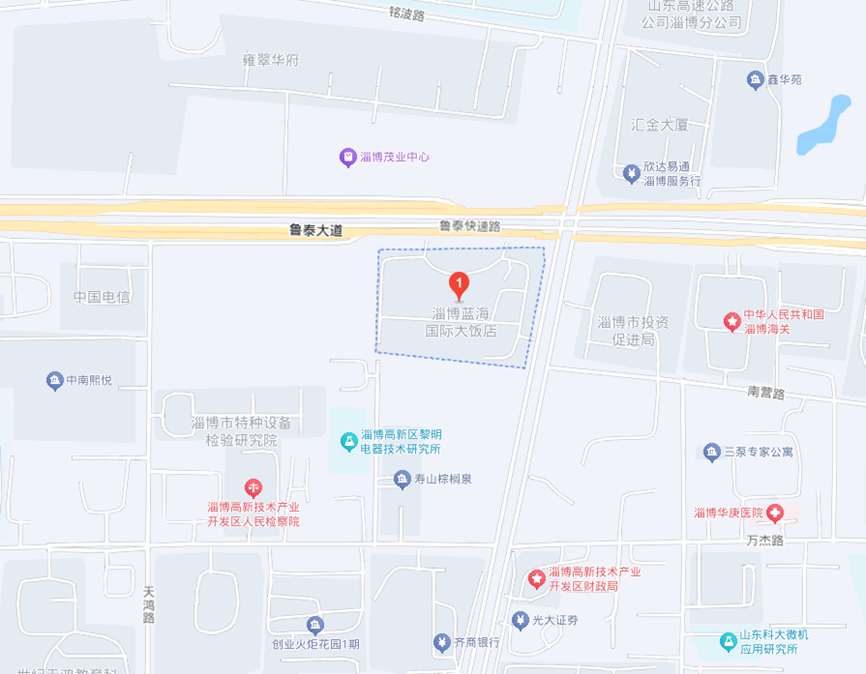 铭波路
山东高速公路
公司淄博分公司
雍翠华府
鑫华苑
汇金大厦
淄博茂业中心
欣达易通
淄博服务行
鲁泰大道
鲁泰快速路
中国电信
1
淄博蓝海
国际大饭店
淄博市投资
促进局
中华人民共和国
淄博海关
中南熙悦
南营路
淄博市特种设备
检验研究院
淄博高新区黎明
电器技术研究所
寿山棕榈泉
三泵专家公寓
淄博高新技术产业
开发区人民检察院
淄博华庚医院
万杰路
天鸿路
淄博高新技术产业
开发区财政局
光大证券
创业火炬花园1期
齐商银行
山东科大微机
应用研究所
世纪天鸿教育科